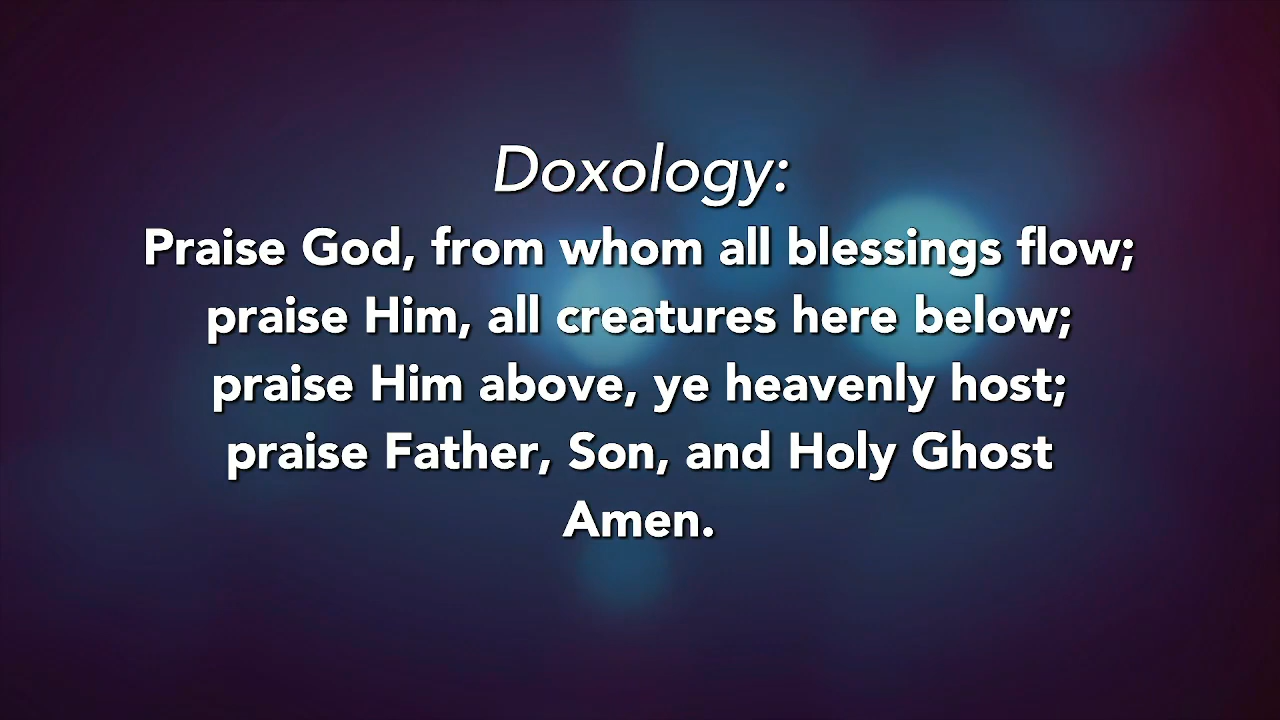 Doxology:
Praise God, from whom all blessings flow;
praise Him, all creatures here below;
praise Him above, ye heavenly host;
praise Father, Son, and Holy Ghost
Amen.